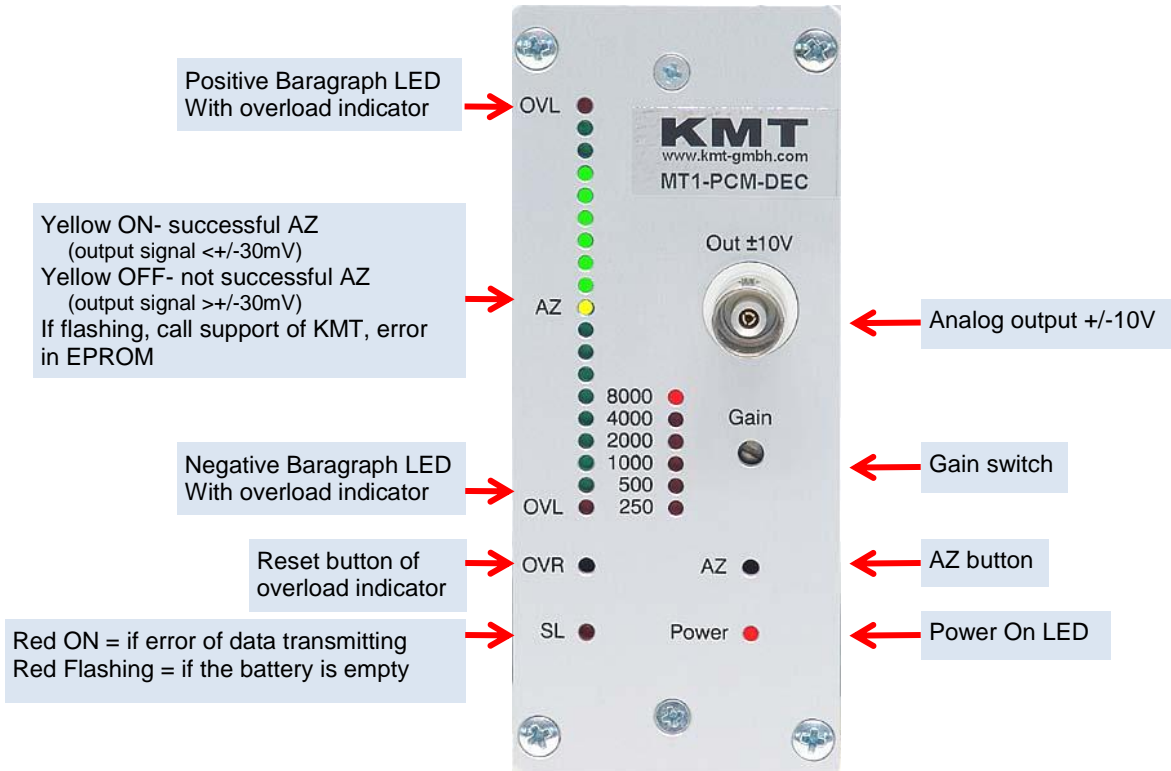 Positive Baragraph LED
With overload indicator
OVL
KMT
www.kmt-gmbh.com
MT1-PCM-DEC
Yellow ON- successful AZ
(output signal <+/-30mV)
Yellow OFF- not successful AZ
(output signal >+/-30mV)
If flashing, call support of KMT, error
in EPROM
AZ
Out ±10V
Analog output +/-10V
8000
4000
2000
1000
500
250
Gain
Gain switch
Negative Baragraph LED
With overload indicator
OVL
Reset button of
overload indicator
OVR
AZ
AZ button
Red ON = if error of data transmitting
Red Flashing = if the battery is empty
SL
Power
Power On LED